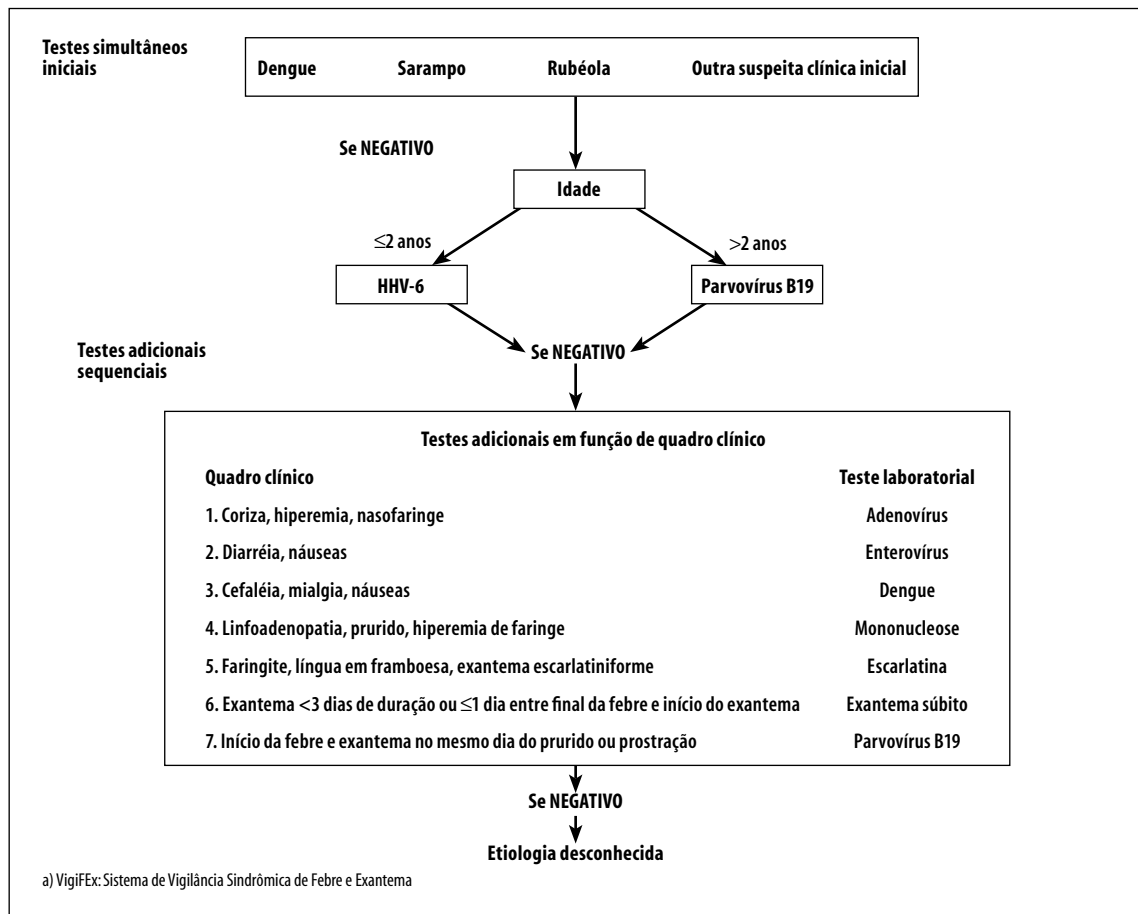 Testes simultâneos
iniciais
Dengue Sarampo Rubéola Outra suspeita clínica inicial
Se NEGATIVO
Idade
≤2 anos >2 anos
HHV-6 Parvovírus B19
Testes adicionais
sequenciais
Se NEGATIVO
Testes adicionais em função de quadro clínico
Quadro clínico Teste laboratorial
1. Coriza, hiperemia, nasofaringe Adenovírus
2. Diarréia, náuseas Enterovírus
3. Cefaléia, mialgia, náuseas Dengue
4. Linfoadenopatia, prurido, hiperemia de faringe Mononucleose
5. Faringite, língua em framboesa, exantema escarlatiniforme Escarlatina
6. Exantema <3 dias de duração ou ≤1 dia entre final da febre e início do exantema Exantema súbito
7. Início da febre e exantema no mesmo dia do prurido ou prostração Parvovírus B19
Se NEGATIVO
Etiologia desconhecida
a) VigiFEx: Sistema de Vigilância Sindrômica de Febre e Exantema